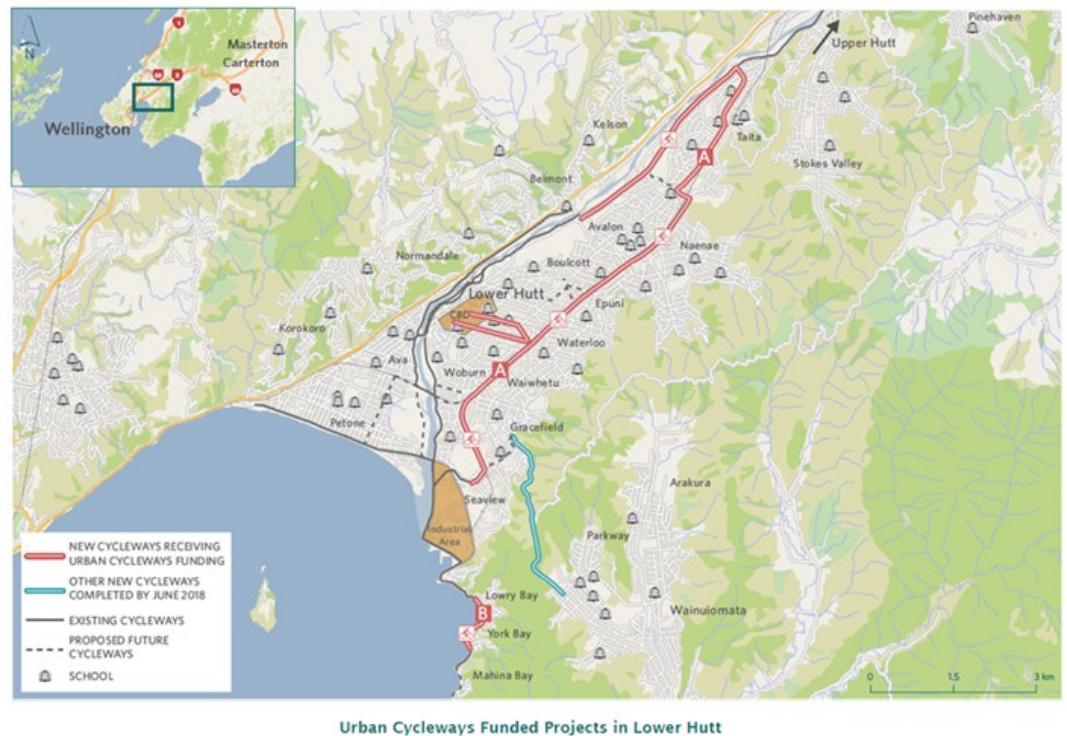 N
1
Masterton
Carterton
2
Wellington
Pinehaven
Upper Hutt
Kelson
Taita
A
Stokes Valley
Belmont
Avalon
Naenae
Normandale
Boulcott
Lower Hutt
Epuni
CBD
Korokoro
Waterloo
Ava
Woburn
A
Waiwhetu
Petone
Gracefield
Arakura
Seaview
Industrial
Area
Parkway
Lowry Bay
B
Wainuiomata
York Bay
Mahina Bay
NEW CYCLEWAYS RECEIVING
URBAN CYCLEWAYS FUNDING
OTHER NEW CYCLEWAYS
COMPLETED BY JUNE 2018
EXISTING CYCLEWAYS
PROPOSED FUTURE
CYCLEWAYS
SCHOOL
0 1.5 3 km
Urban Cycleways Funded Projects in Lower Hutt